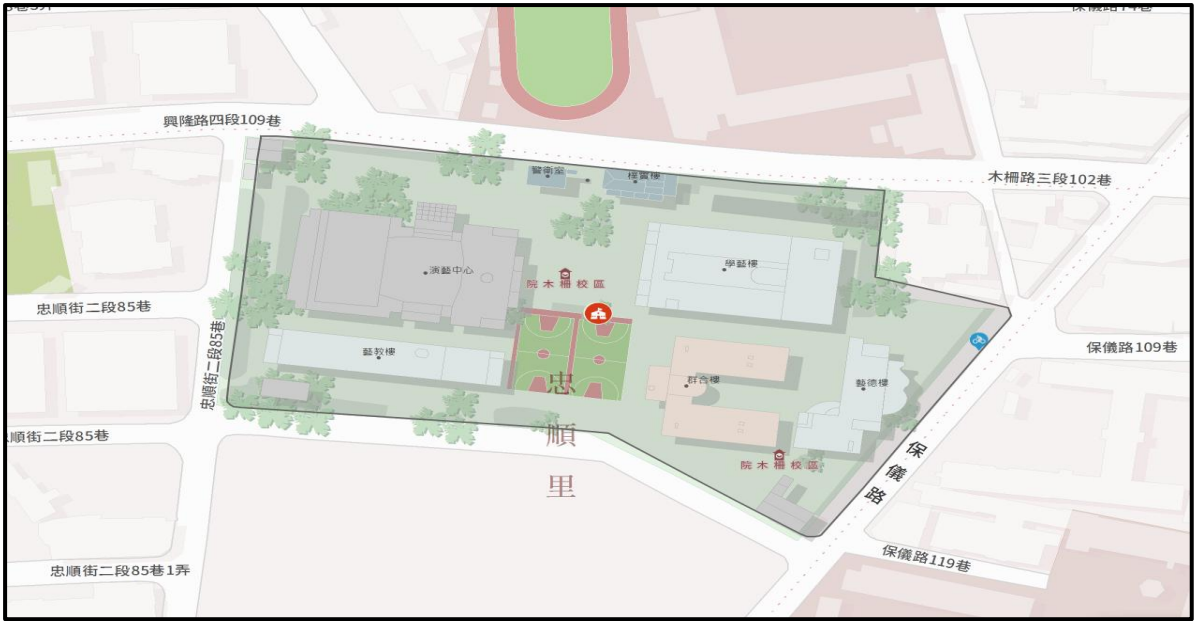 興隆路四段109巷
警衛室
樸實樓
木柵路三段102巷
演藝中心
學藝樓
院木柵校區
忠順街二段85巷
忠順街二段85巷
保儀路109巷
藝教樓
群合樓
藝德樓
忠順里
順街二段85巷
保儀路
院木柵校區
保儀路119巷
忠順街二段85巷1弄